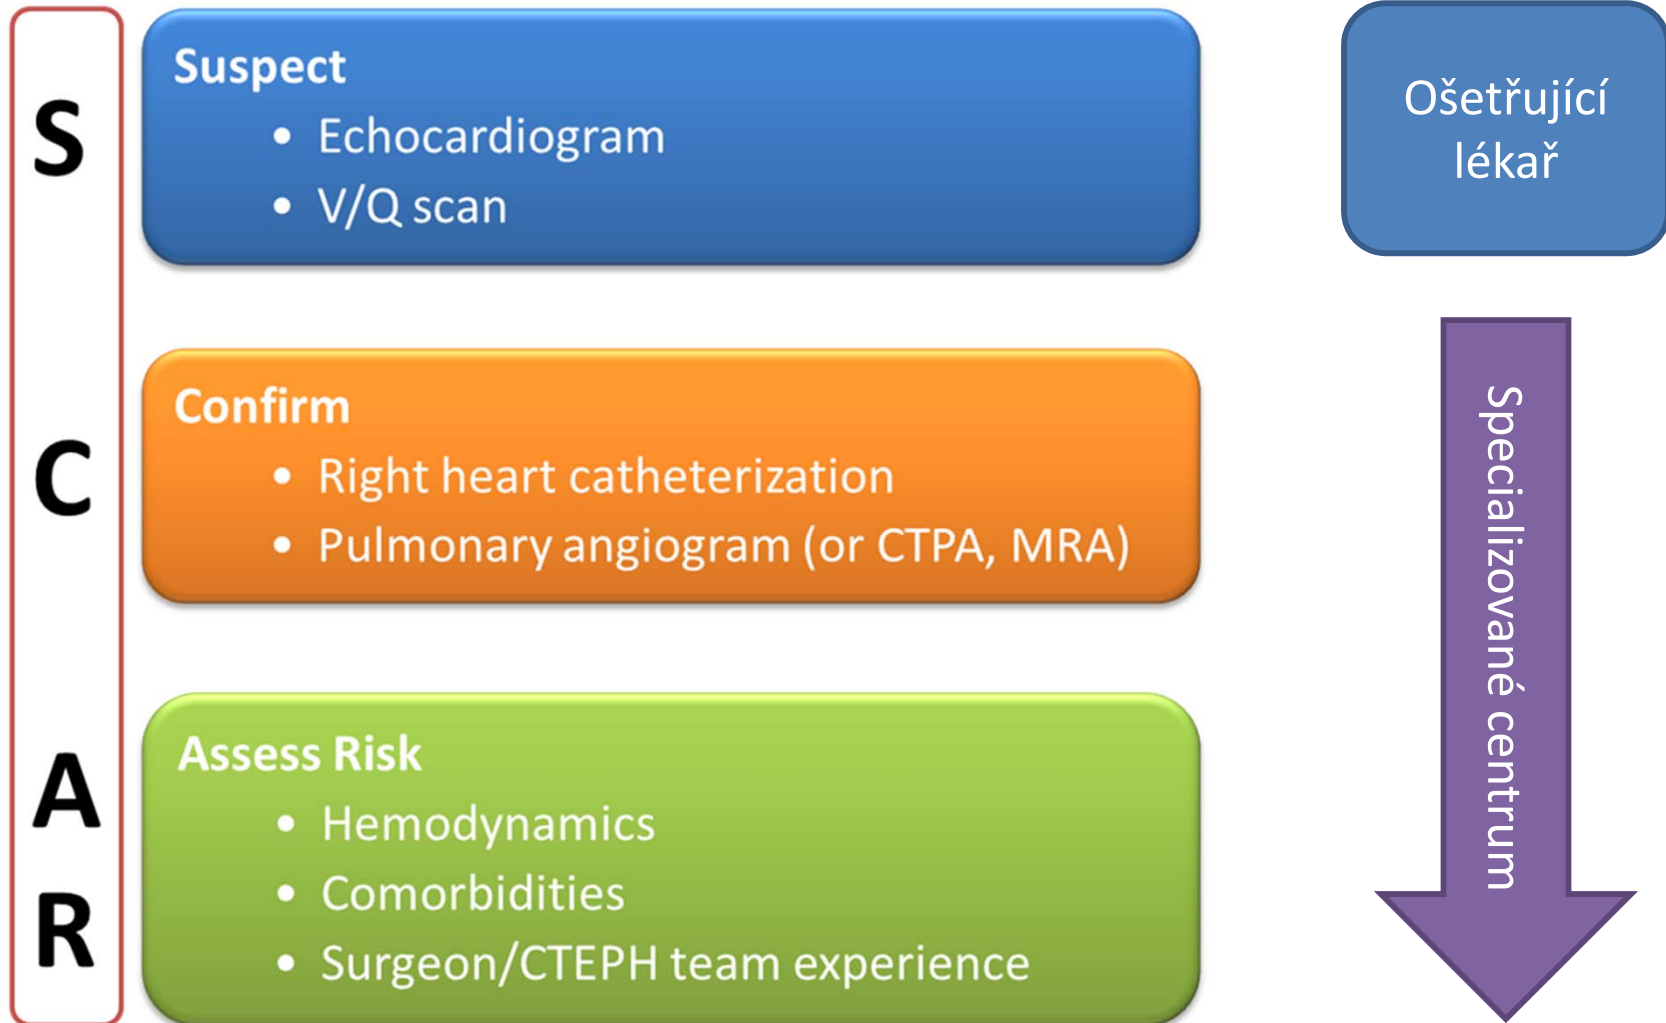 S
Suspect
• Echocardiogram
• V/Q scan
Ošetřující
lékař
C
Confirm
• Right heart catheterization
• Pulmonary angiogram (or CTPA, MRA)
Specializované centrum
A
R
Assess Risk
• Hemodynamics
• Comorbidities
• Surgeon/CTEPH team experience